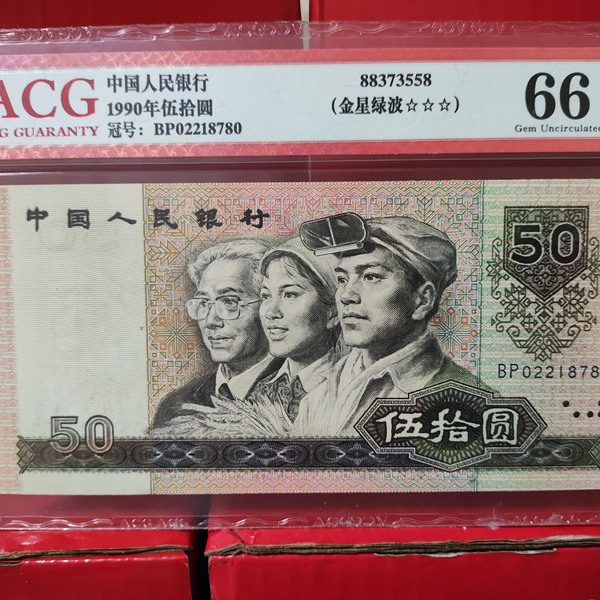 ACG
NG GUARANTY
中国人民银行
1990年伍拾圆
冠号：BP02218780
88373558
（金星绿波☆☆☆）
66
Gem Uncirculated
中国人民银行
50
BP0221878
50
伍拾圆